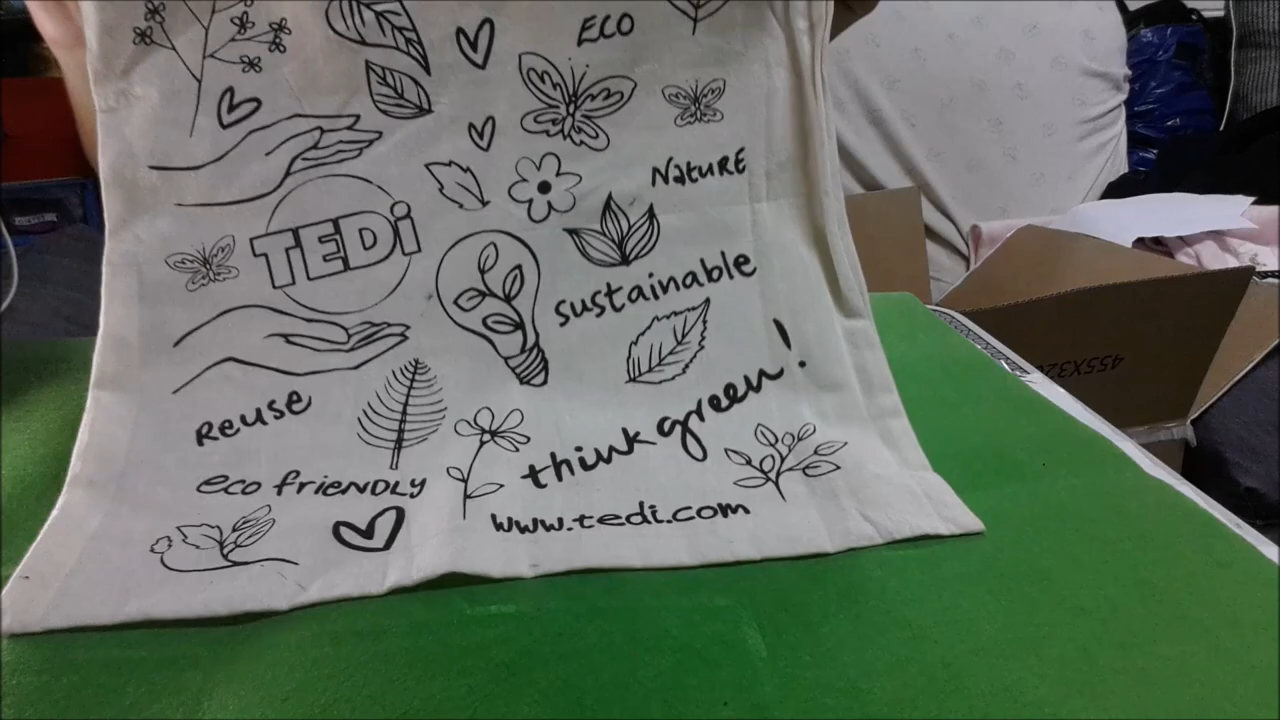 ECO
NatuRE
TEDi
sustainable
Reuse
think green!
eco frieNDLy
www.tedi.com